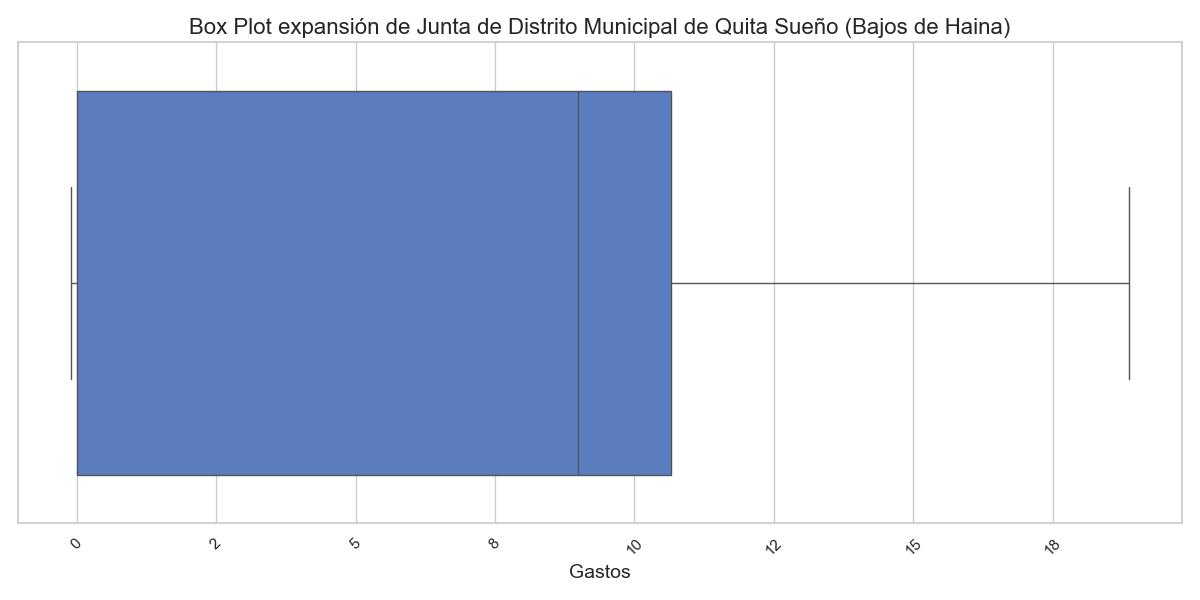 Box Plot expansión de Junta de Distrito Municipal de Quita Sueño (Bajos de Haina)
0 2 5 8 10 12 15 18
Gastos